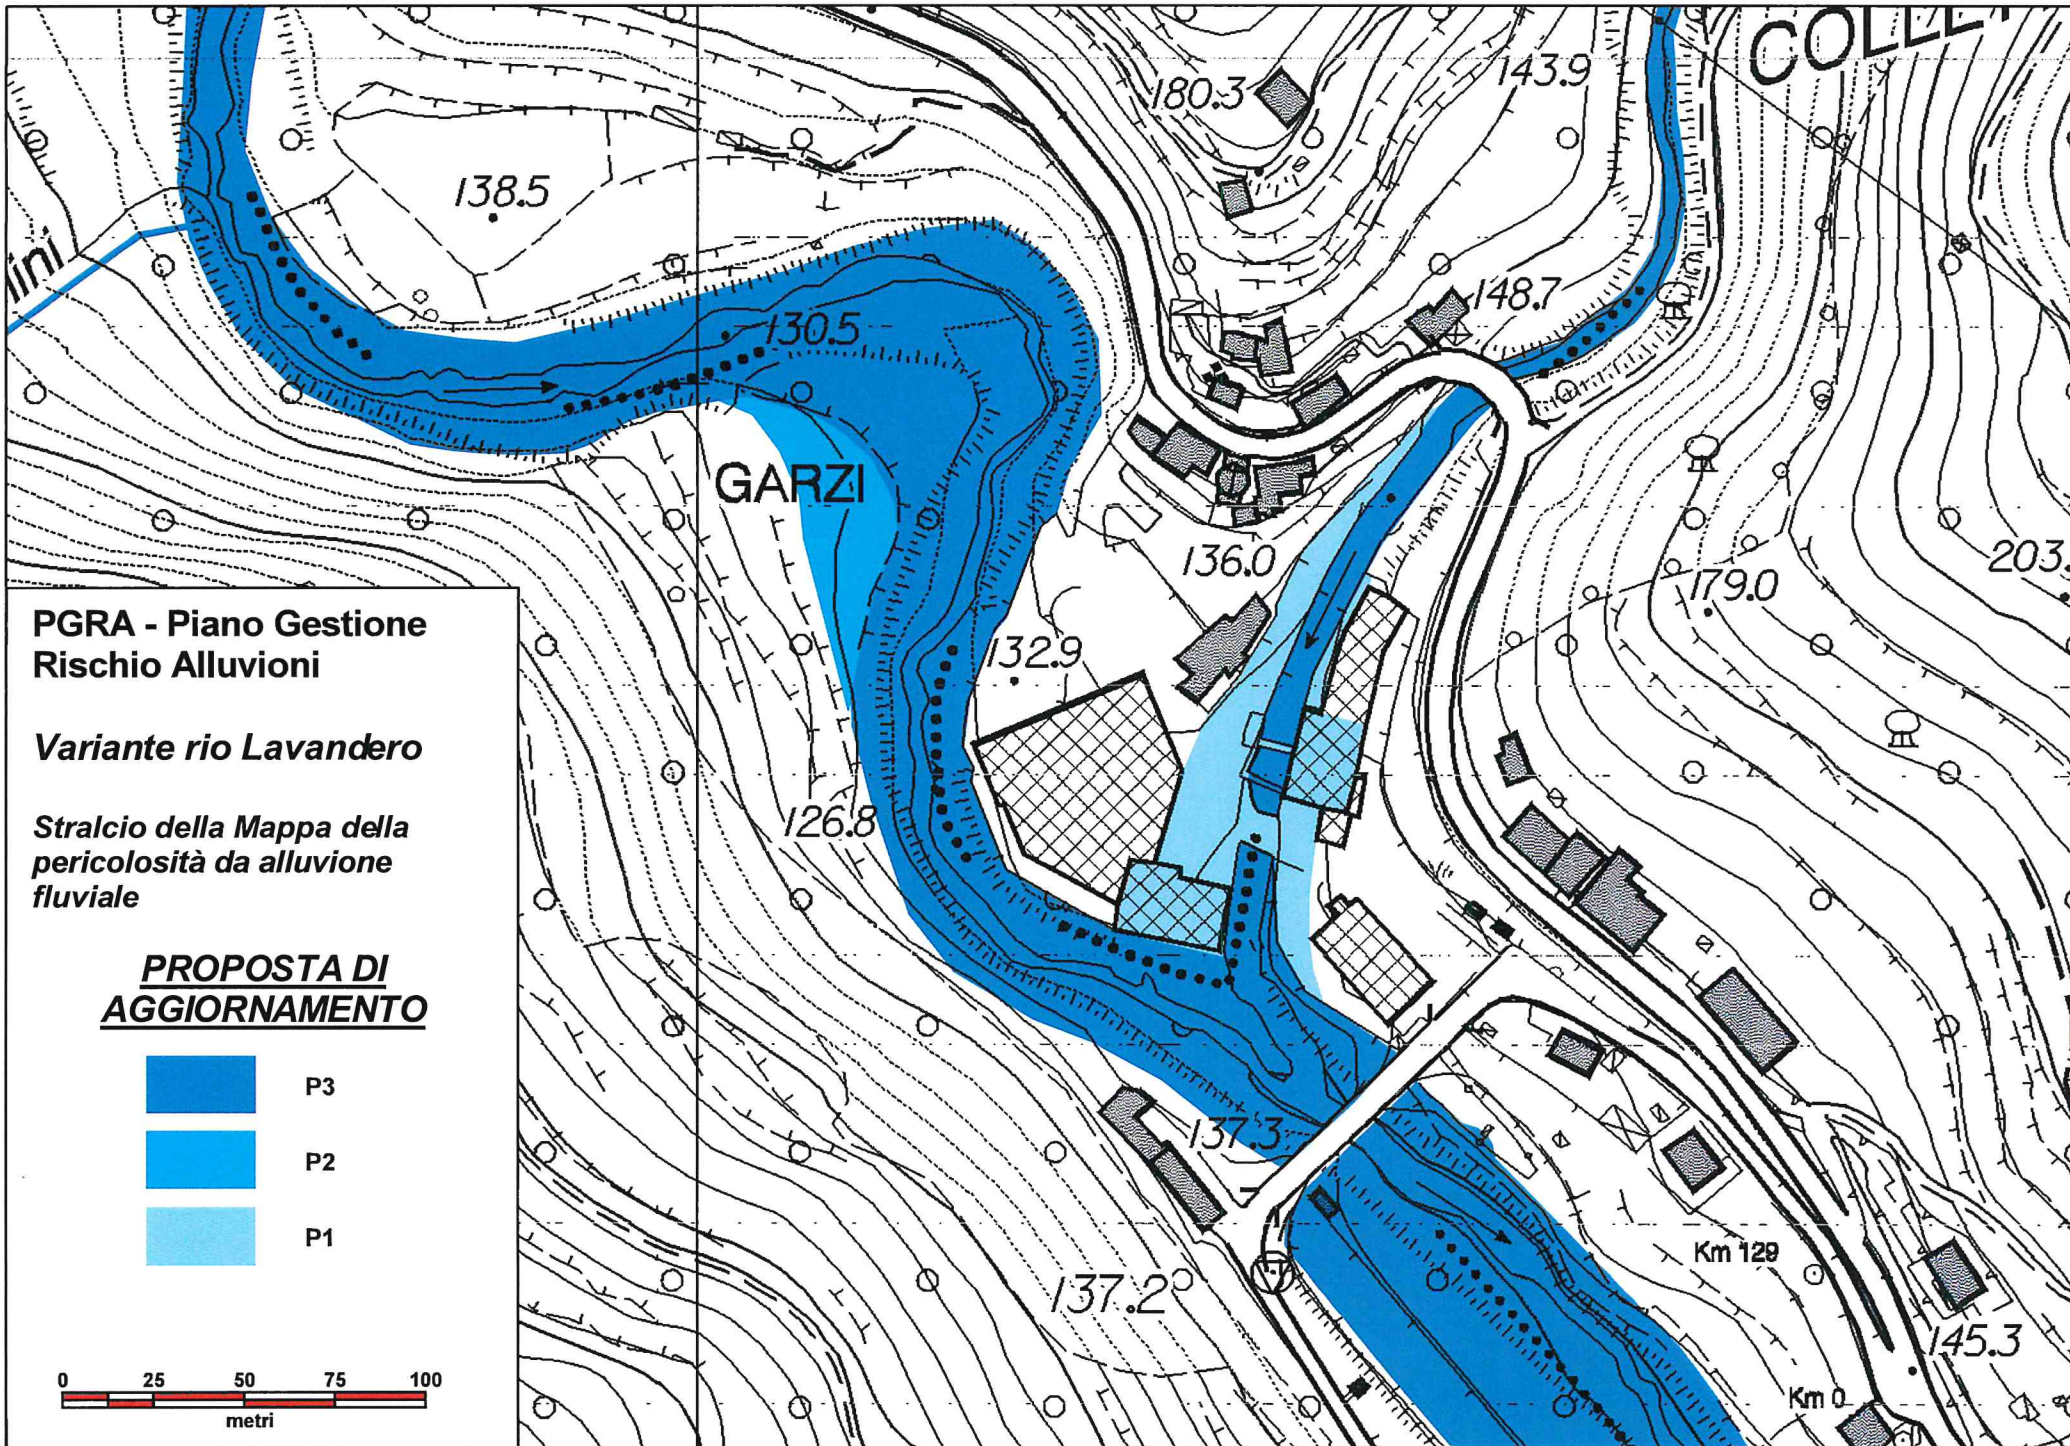 COLLET
180.3
143.9
138.5
ini
148.7
130.5
GARZI
136.0
203.
179.0
132.9
126.8
137.3
Km 129
137.2
145.3
Km 0
PGRA - Piano Gestione
Rischio Alluvioni
Variante rio Lavandero
Stralcio della Mappa della
pericolosità da alluvione
fluviale
PROPOSTA DI
AGGIORNAMENTO
P3
P2
P1
0 25 50 75 100
metri